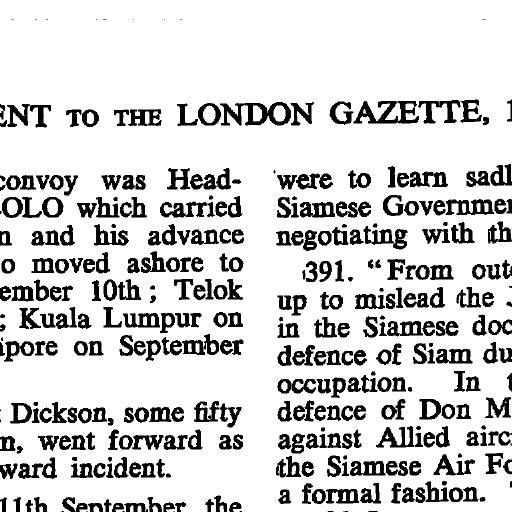 ENT TO THE LONDON GAZETTE, 1
convoy was Head-
OLO which carried
n and his advance
o moved ashore to
ember 10th; Telok
; Kuala Lumpur on
apore on September
Dickson, some fifty
m, went forward as
ward incident.
11th September, the
were to learn sadl
Siamese Governmen
negotiating with th
391. "From out
up to mislead the J
in the Siamese doc
defence of Siam du
occupation. In t
defence of Don M
against Allied airc
the Siamese Air Fo
a formal fashion.